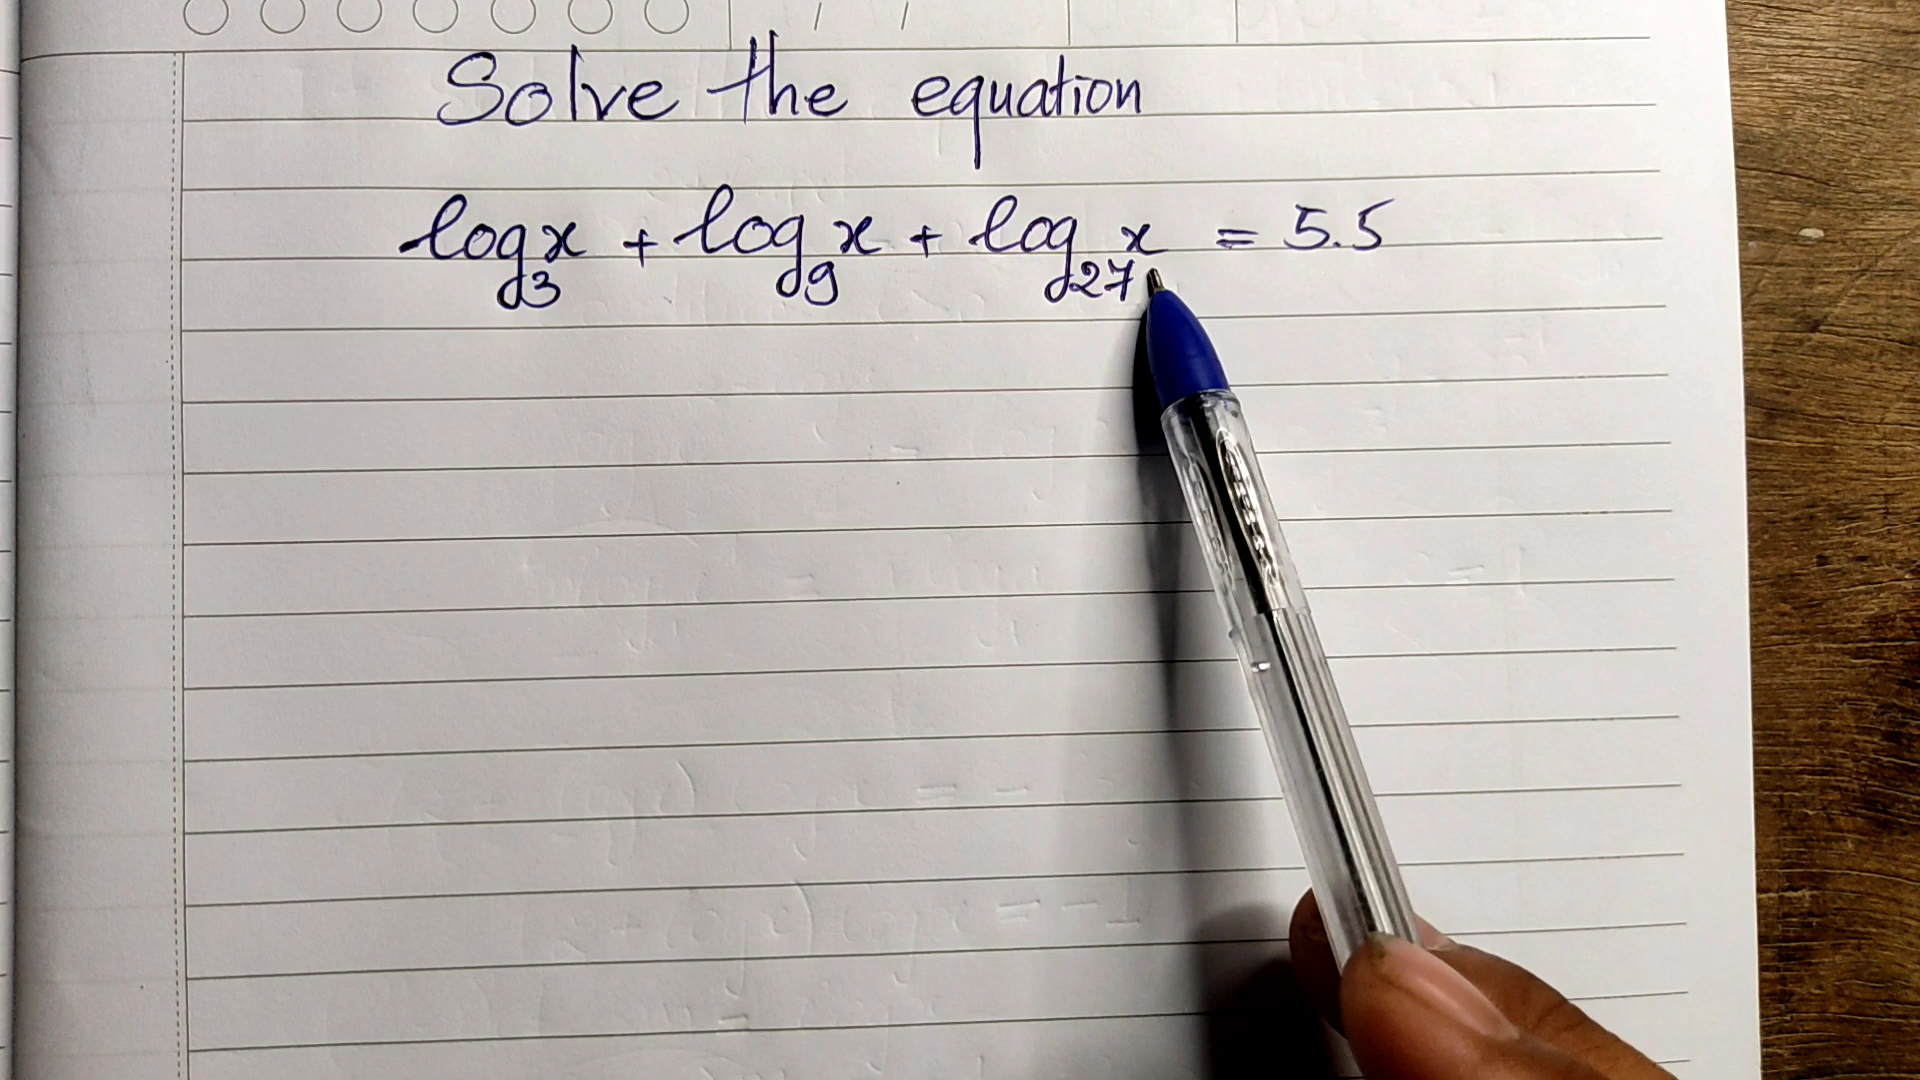 Solve the equation
log₃x + log₉x + log₂₇x = 5.5